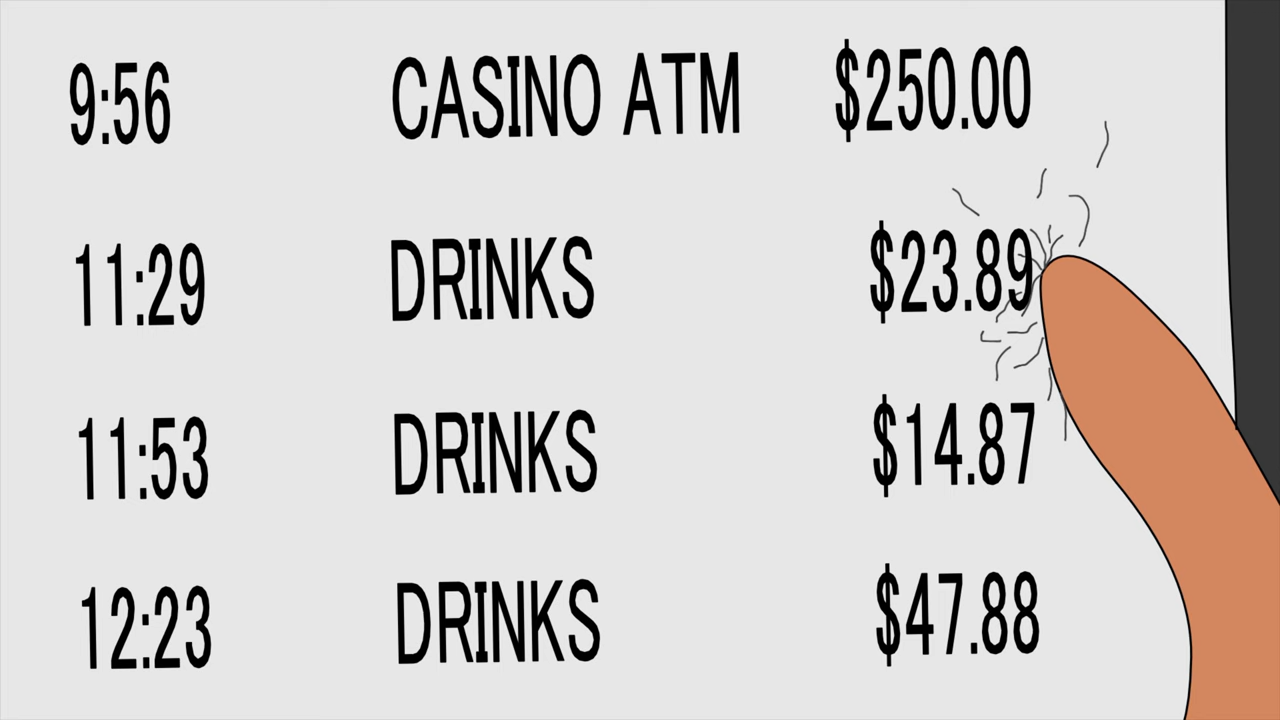 9:56 CASINO ATM $250.00
11:29 DRINKS $23.89
11:53 DRINKS $14.87
12:23 DRINKS $47.88